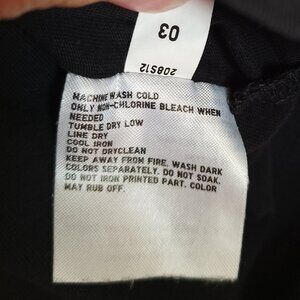 03
208S12
MACHINE WASH COLD
ONLY NON-CHLORINE BLEACH WHEN
NEEDED
TUMBLE DRY LOW
LINE DRY
COOL IRON
DO NOT DRYCLEAN
KEEP AWAY FROM FIRE. WASH DARK
COLORS SEPARATELY. DO NOT SOAK.
DO NOT IRON PRINTED PART. COLOR
MAY RUB OFF.